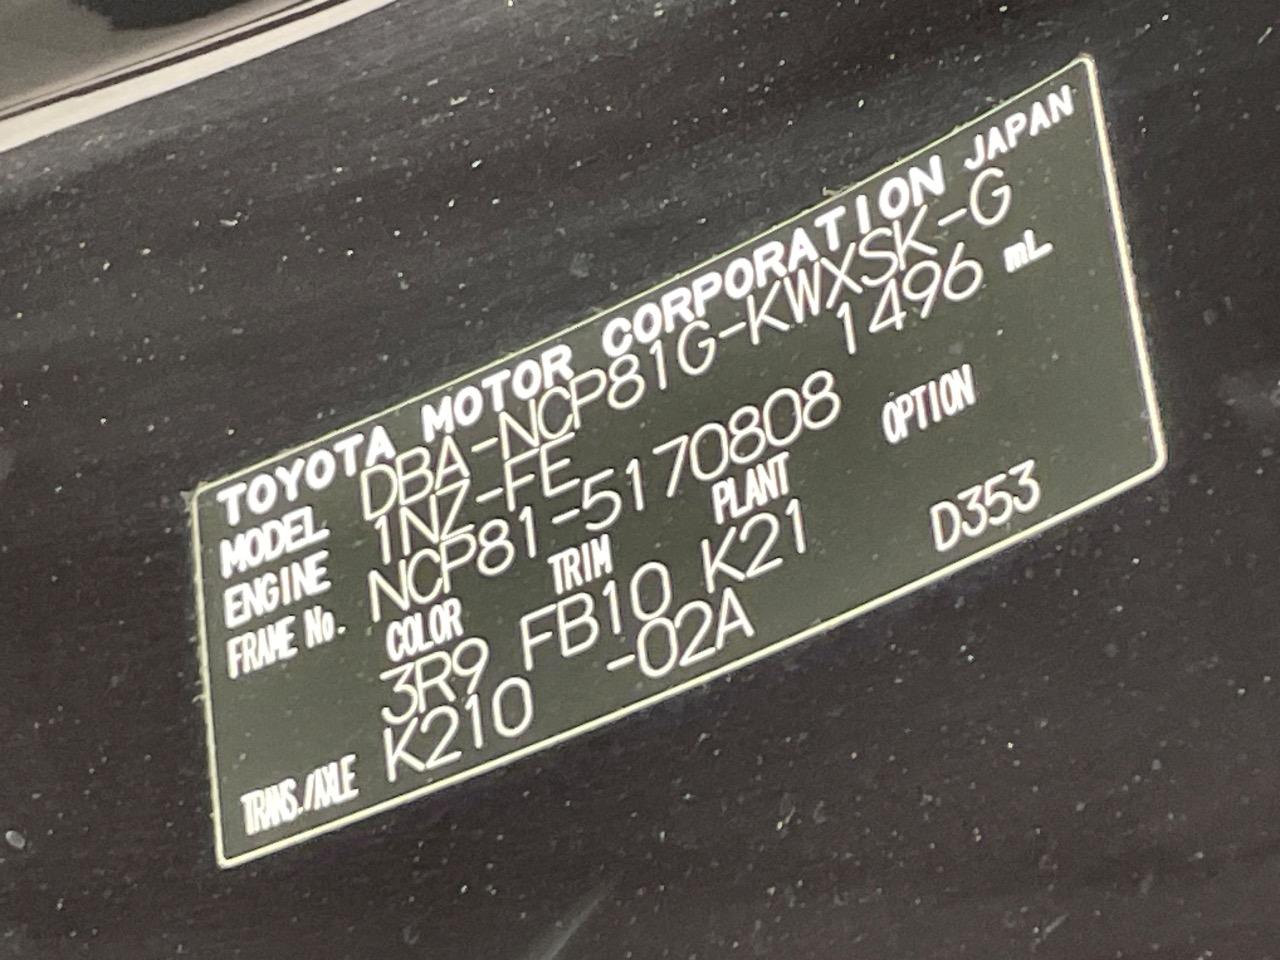 TOYOTA MOTOR CORPORATION JAPAN
MODEL DBA-NCP81G-KWXSK-G
ENGINE 1NZ-FE 1496 mL
FRAME No. NCP81-5170808
COLOR TRIM PLANT OPTION
3R9 FB10 K21 D353
TRANS./AXLE K210 -02A